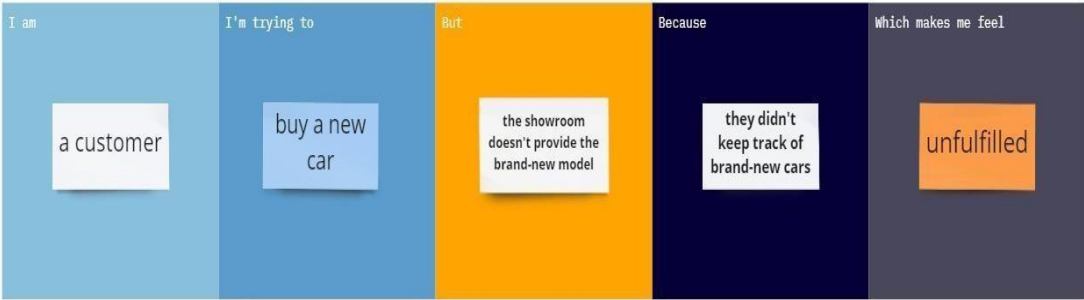 I am
a customer
I'm trying to
buy a new
car
But
the showroom
doesn't provide the
brand-new model
Because
they didn't
keep track of
brand-new cars
Which makes me feel
unfulfilled